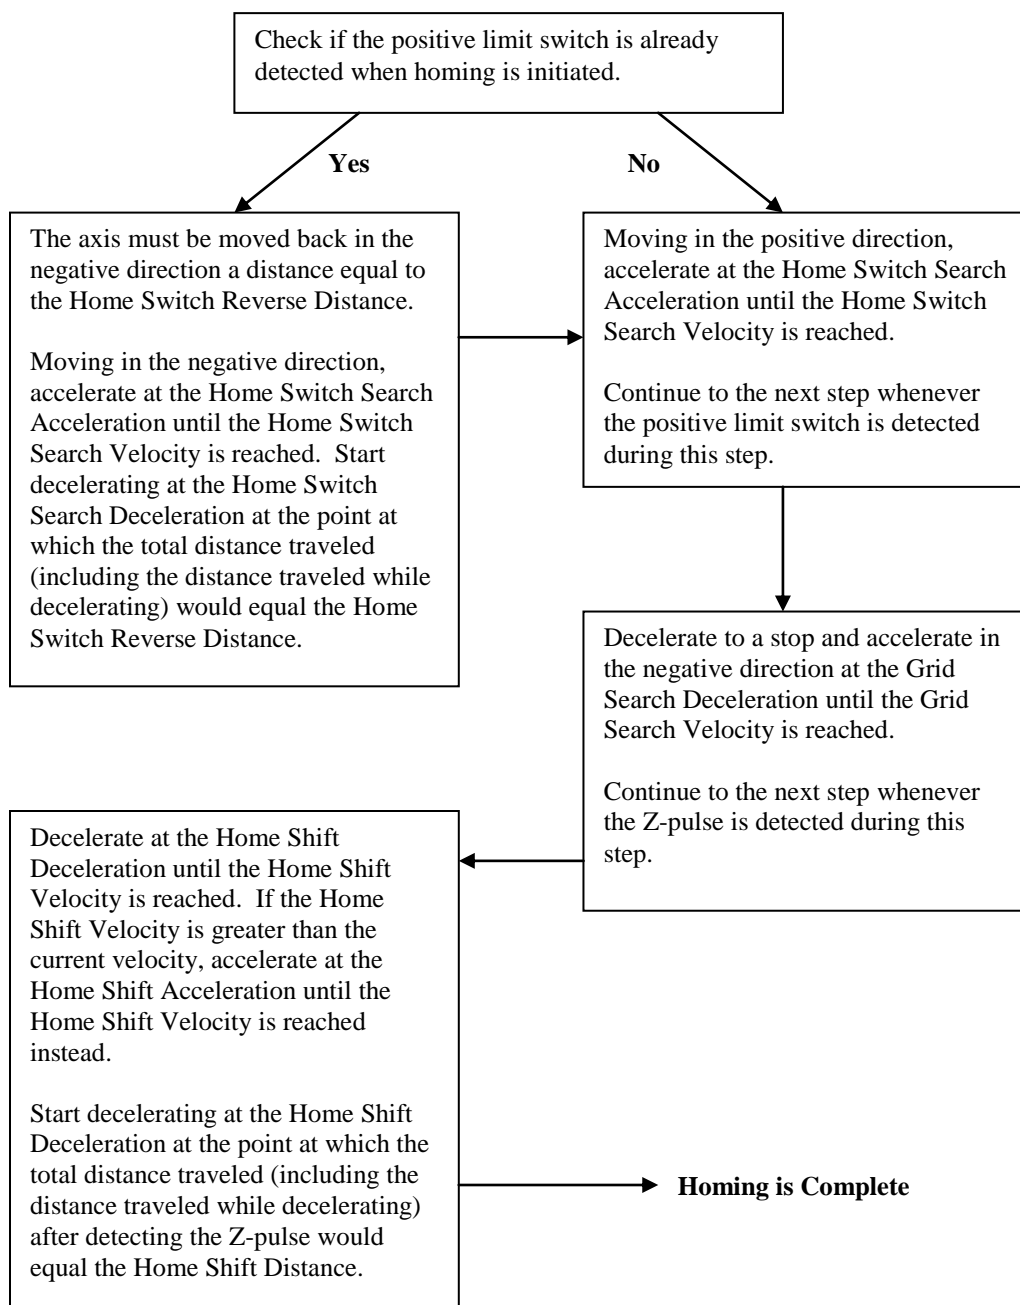 Check if the positive limit switch is already
detected when homing is initiated.
Yes
No
The axis must be moved back in the
negative direction a distance equal to
the Home Switch Reverse Distance.
Moving in the negative direction,
accelerate at the Home Switch Search
Acceleration until the Home Switch
Search Velocity is reached.  Start
decelerating at the Home Switch
Search Deceleration at the point at
which the total distance traveled
(including the distance traveled while
decelerating) would equal the Home
Switch Reverse Distance.
Moving in the positive direction,
accelerate at the Home Switch Search
Acceleration until the Home Switch
Search Velocity is reached.
Continue to the next step whenever
the positive limit switch is detected
during this step.
Decelerate to a stop and accelerate in
the negative direction at the Grid
Search Deceleration until the Grid
Search Velocity is reached.
Continue to the next step whenever
the Z-pulse is detected during this
step.
Decelerate at the Home Shift
Deceleration until the Home Shift
Velocity is reached.  If the Home
Shift Velocity is greater than the
current velocity, accelerate at the
Home Shift Acceleration until the
Home Shift Velocity is reached
instead.
Start decelerating at the Home Shift
Deceleration at the point at which the
total distance traveled (including the
distance traveled while decelerating)
after detecting the Z-pulse would
equal the Home Shift Distance.
Homing is Complete